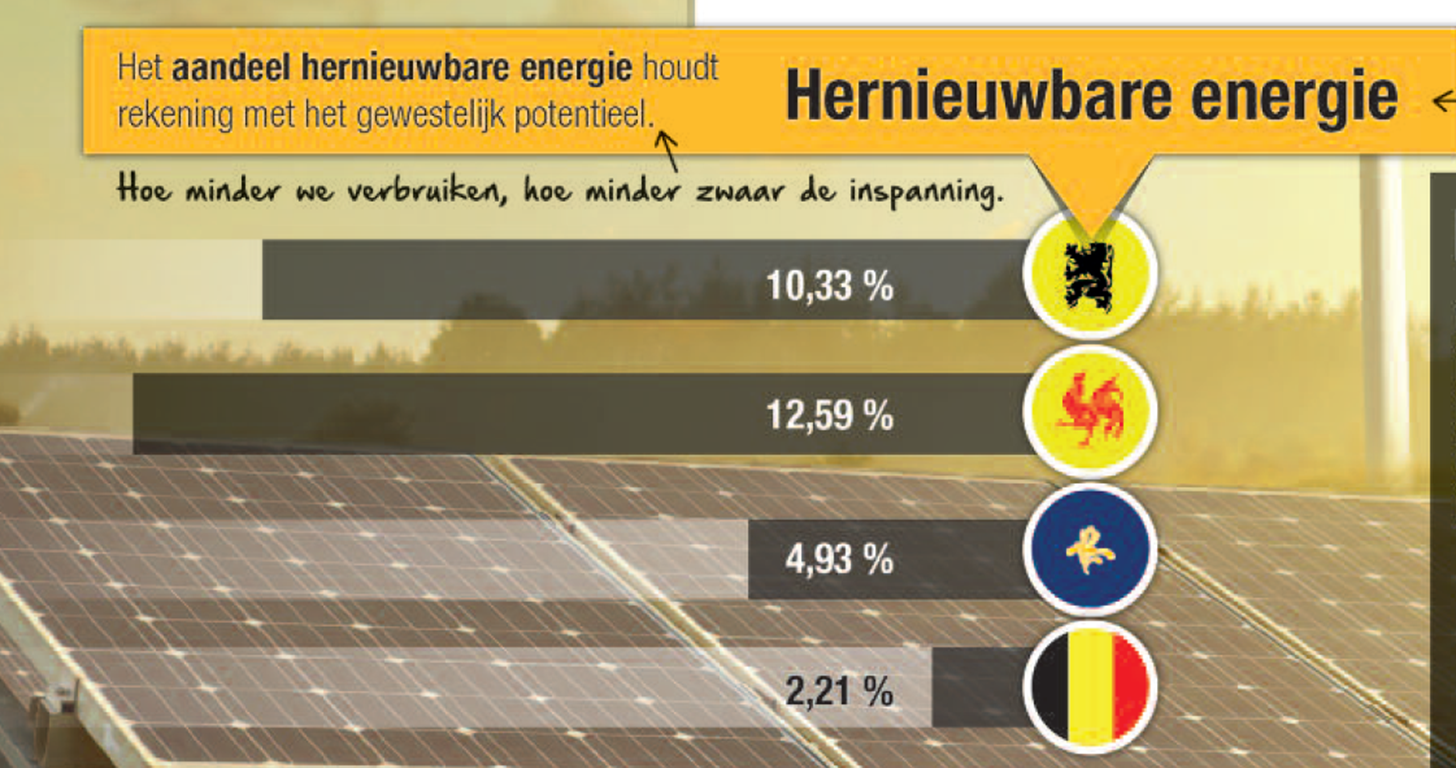 Het aandeel hernieuwbare energie houdt
rekening met het gewestelijk potentieel.
Hernieuwbare energie
Hoe minder we verbruiken, hoe minder zwaar de inspanning.
10,33 %
12,59 %
4,93 %
2,21 %